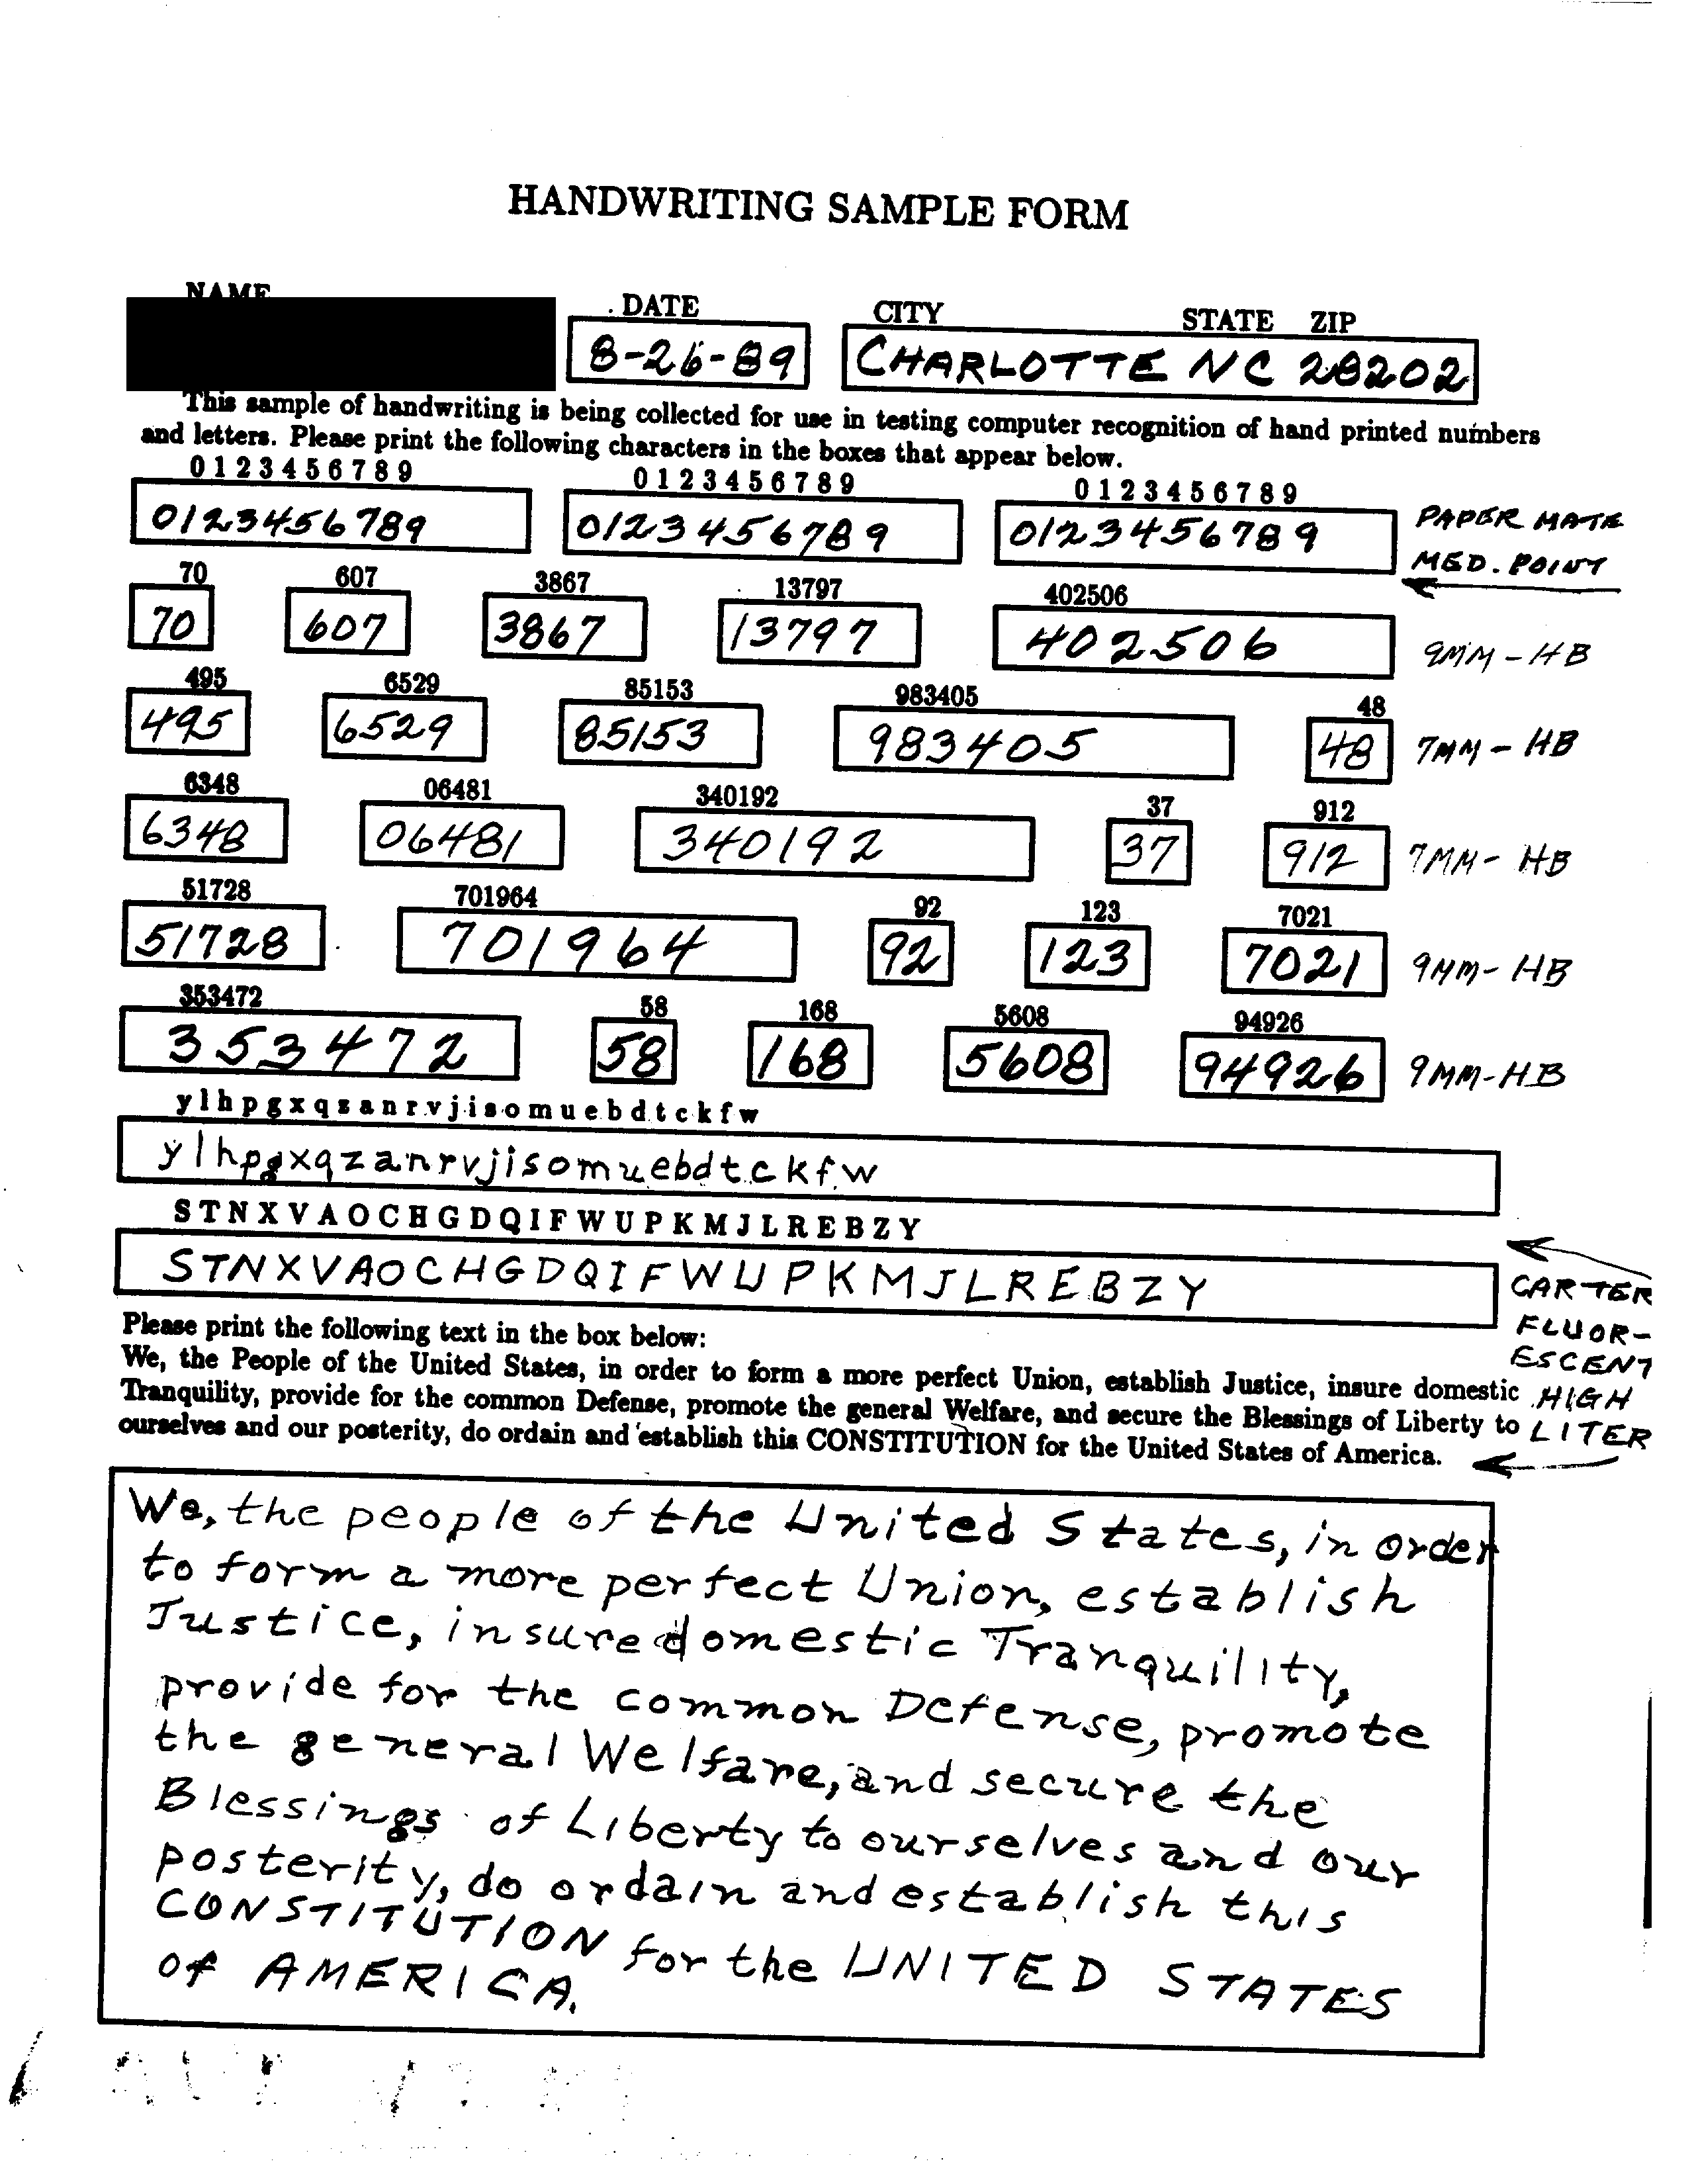 HANDWRITING SAMPLE FORM
NAME DATE CITY STATE ZIP
8-26-89 CHARLOTTE NC 28202
This sample of handwriting is being collected for use in testing computer recognition of hand printed numbers
and letters. Please print the following characters in the boxes that appear below.
0 1 2 3 4 5 6 7 8 9 0 1 2 3 4 5 6 7 8 9 0 1 2 3 4 5 6 7 8 9
0123456789 0123456789 0123456789 PAPER MATE
MED. POINT
70 607 3867 13797 402506
70 607 3867 13797 402506 9MM-HB
495 6529 85153 983405 48
495 6529 85153 983405 48 7MM-HB
6348 06481 340192 37 912
6348 06481 340192 37 912 7MM-HB
51728 701964 92 123 7021
51728 701964 92 123 7021 9MM-HB
353472 58 168 5608 94926
353472 58 168 5608 94926 9MM-HB
y l h p g x q z a n r v j i s o m u e b d t c k f w
ylhpgxqzanrvjisomuebdtckfw
S T N X V A O C H G D Q I F W U P K M J L R E B Z Y
STNXVAOCHGDQIFWUPKMJLREBZY
CARTER
FLUOR-
ESCENT
HIGH
LITER
Please print the following text in the box below:
We, the People of the United States, in order to form a more perfect Union, establish Justice, insure domestic
Tranquility, provide for the common Defense, promote the general Welfare, and secure the Blessings of Liberty to
ourselves and our posterity, do ordain and establish this CONSTITUTION for the United States of America.
We, the people of the United States, in order
to form a more perfect Union, establish
Justice, insure domestic Tranquility,
provide for the common Defense, promote
the general Welfare, and secure the
Blessings of Liberty to ourselves and our
posterity, do ordain and establish this
CONSTITUTION for the UNITED STATES
of AMERICA.